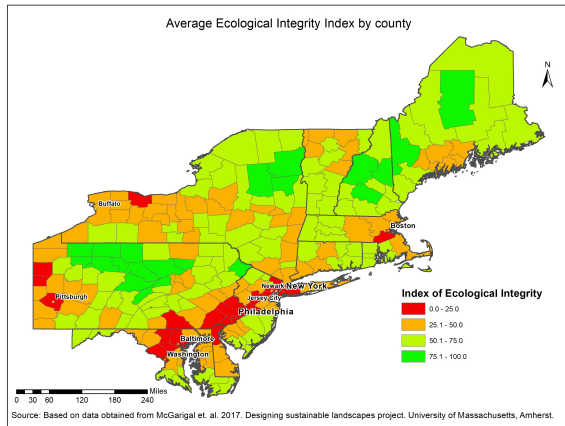 Average Ecological Integrity Index by county
N
Buffalo
Boston
Pittsburgh
Newark New York
Jersey City
Philadelphia
Baltimore
Washington
Index of Ecological Integrity
0.0 - 25.0
25.1 - 50.0
50.1 - 75.0
75.1 - 100.0
Miles
0 30 60 120 180 240
Source: Based on data obtained from McGarigal et. al. 2017. Designing sustainable landscapes project. University of Massachusetts, Amherst.